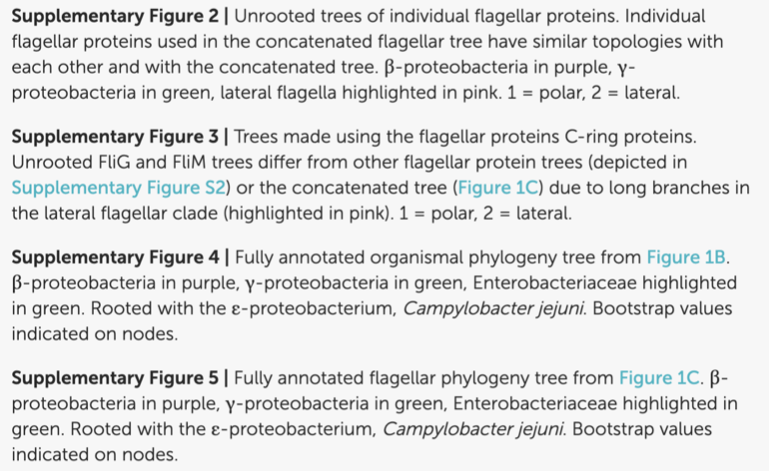 Supplementary Figure 2 | Unrooted trees of individual flagellar proteins. Individual
flagellar proteins used in the concatenated flagellar tree have similar topologies with
each other and with the concatenated tree. β-proteobacteria in purple, γ-
proteobacteria in green, lateral flagella highlighted in pink. 1 = polar, 2 = lateral.
Supplementary Figure 3 | Trees made using the flagellar proteins C-ring proteins.
Unrooted FliG and FliM trees differ from other flagellar protein trees (depicted in
Supplementary Figure S2) or the concatenated tree (Figure 1C) due to long branches in
the lateral flagellar clade (highlighted in pink). 1 = polar, 2 = lateral.
Supplementary Figure 4 | Fully annotated organismal phylogeny tree from Figure 1B.
β-proteobacteria in purple, γ-proteobacteria in green, Enterobacteriaceae highlighted
in green. Rooted with the ε-proteobacterium, Campylobacter jejuni. Bootstrap values
indicated on nodes.
Supplementary Figure 5 | Fully annotated flagellar phylogeny tree from Figure 1C. β-
proteobacteria in purple, γ-proteobacteria in green, Enterobacteriaceae highlighted in
green. Rooted with the ε-proteobacterium, Campylobacter jejuni. Bootstrap values
indicated on nodes.